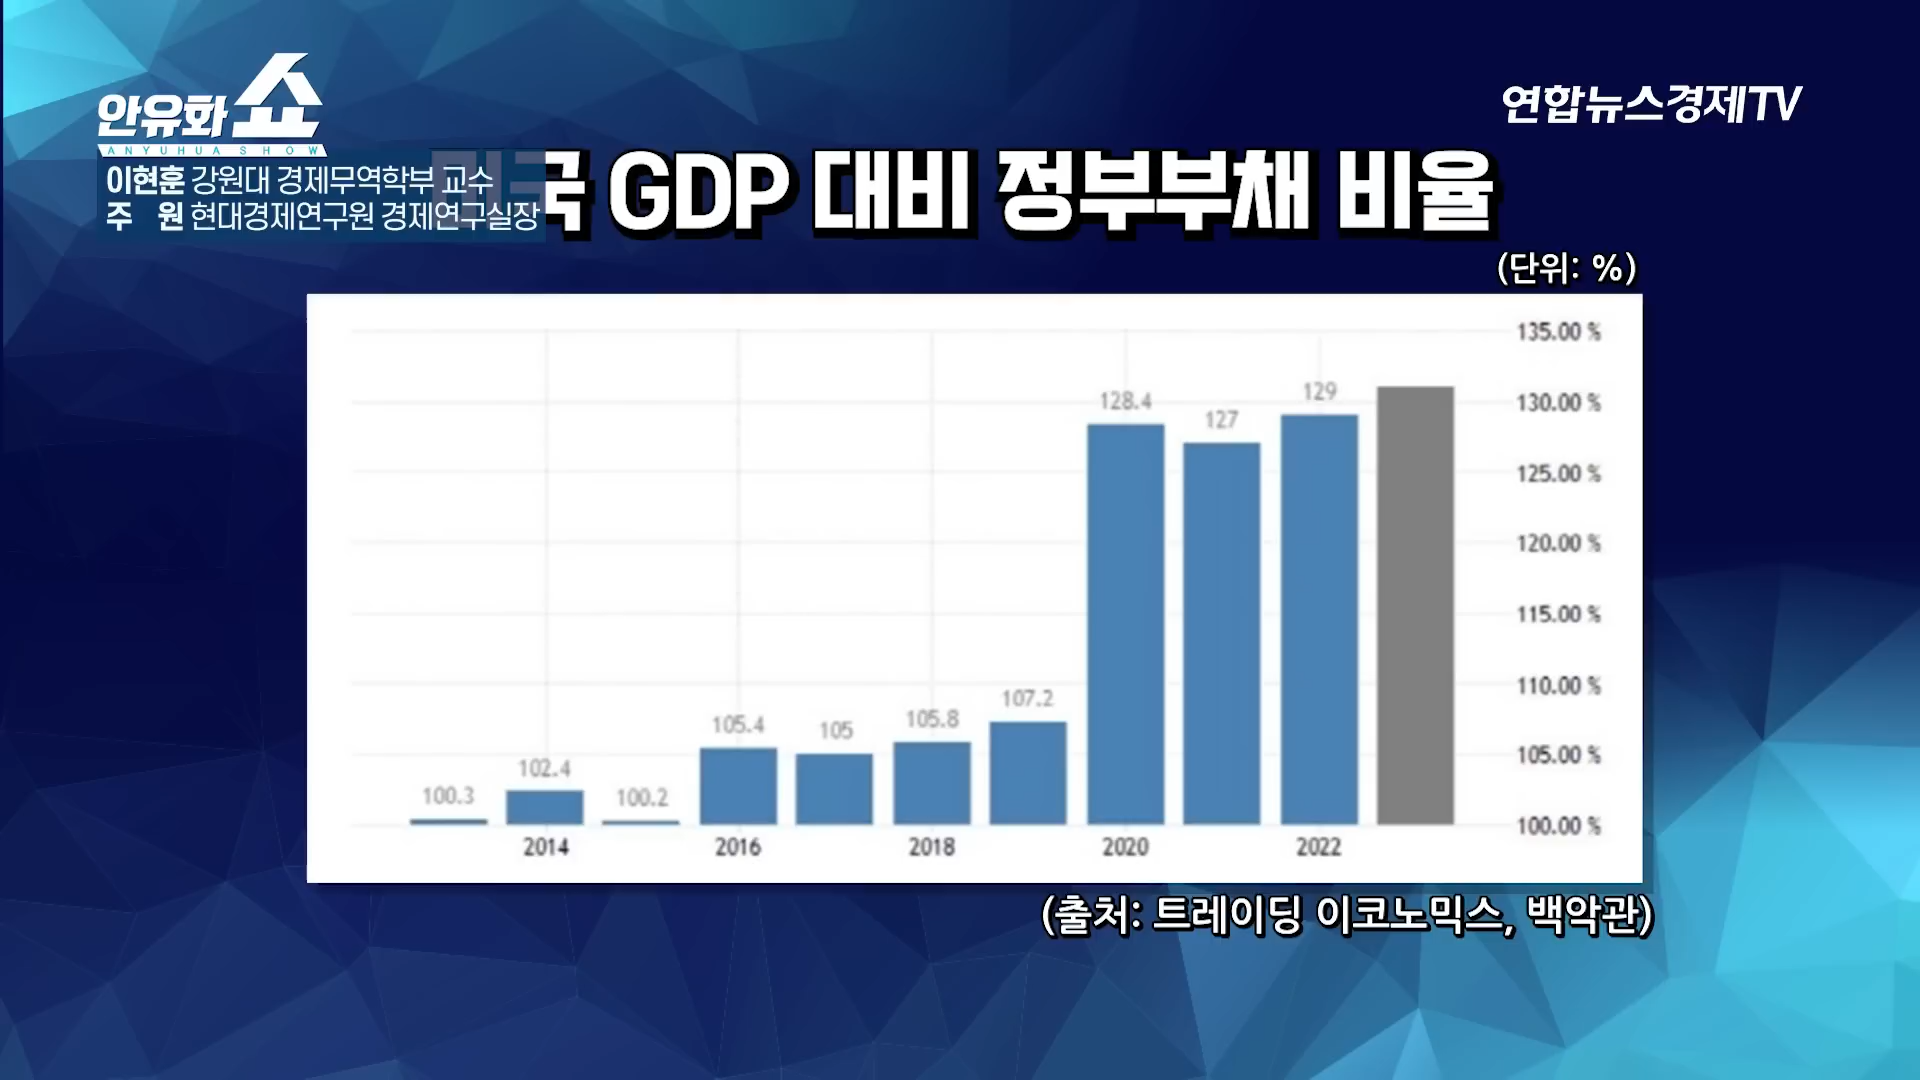 안유화쇼
ANYUHUA SHOW
연합뉴스경제TV
이현훈 강원대 경제무역학부 교수
주 원 현대경제연구원 경제연구실장
미국 GDP 대비 정부부채 비율
(단위: %)
135.00 %
130.00 %
125.00 %
120.00 %
115.00 %
110.00 %
105.00 %
100.00 %
100.3
102.4
100.2
105.4
105
105.8
107.2
128.4
127
129
2014
2016
2018
2020
2022
(출처: 트레이딩 이코노믹스, 백악관)